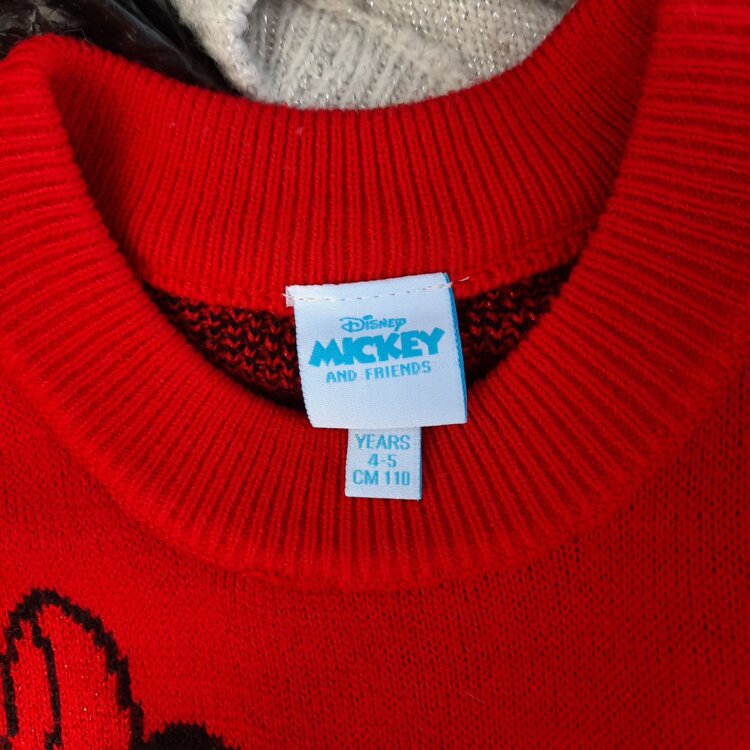 Disney
MICKEY
AND FRIENDS
YEARS
4-5
CM 110